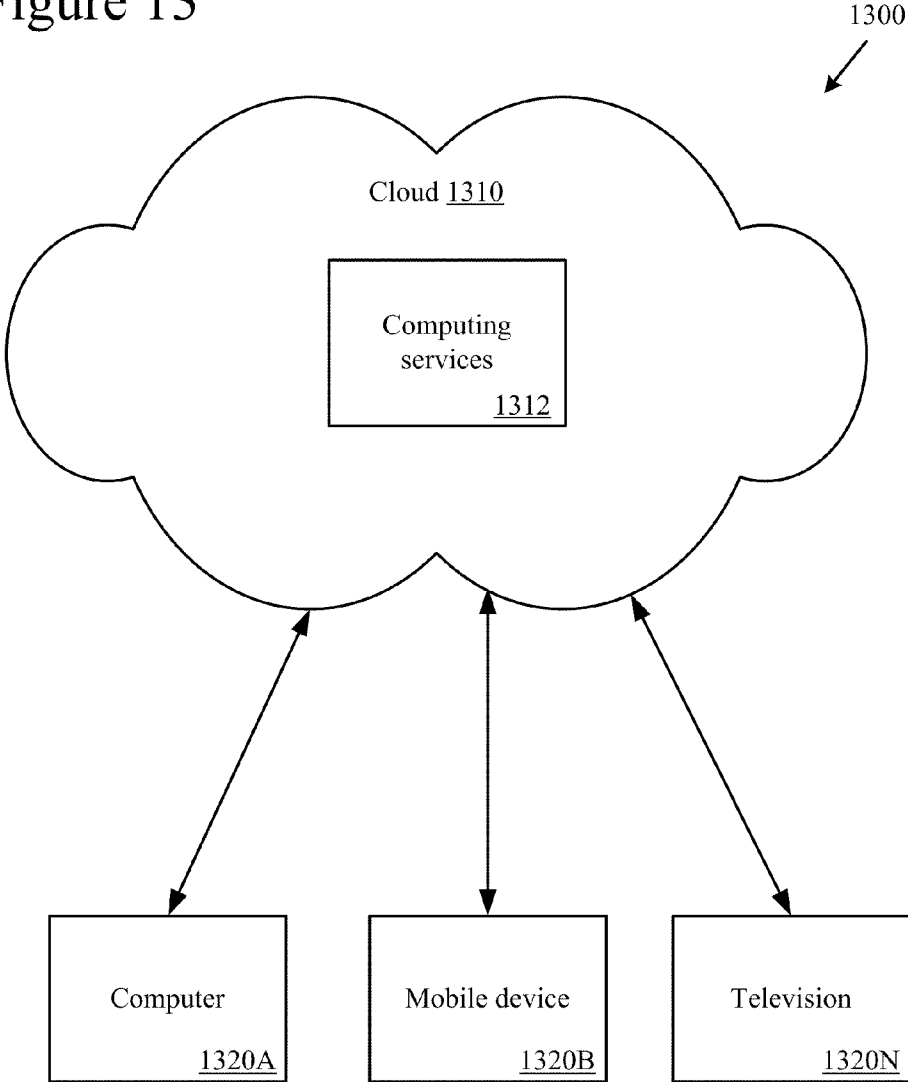 Figure 13
1300
Cloud 1310
Computing
services
1312
Computer
1320A
Mobile device
1320B
Television
1320N